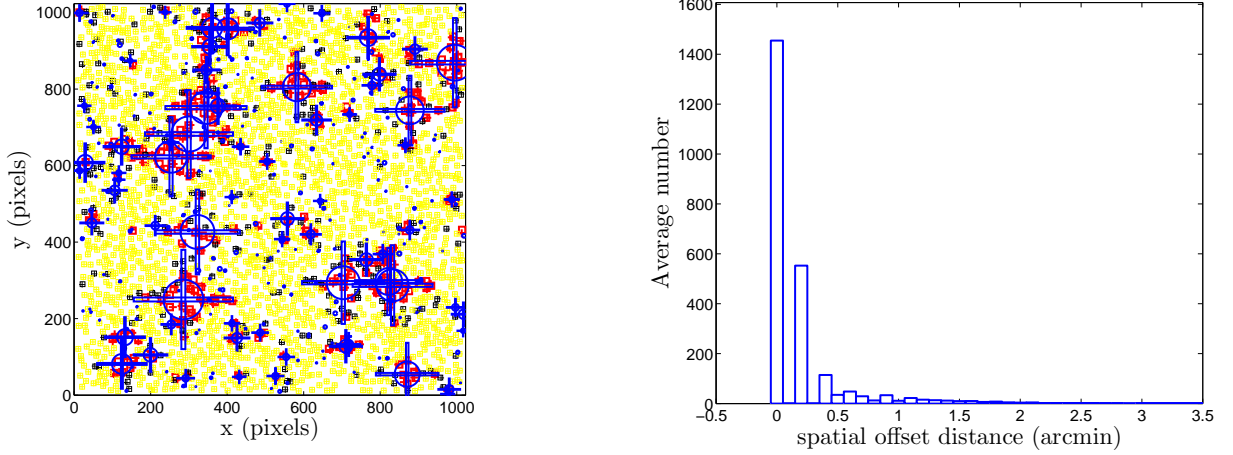 1000
800
600
400
200
0
y (pixels)
0 200 400 600 800 1000
x (pixels)
1600
1400
1200
1000
800
600
400
200
0
Average number
−0.5 0 0.5 1 1.5 2 2.5 3 3.5
spatial offset distance (arcmin)